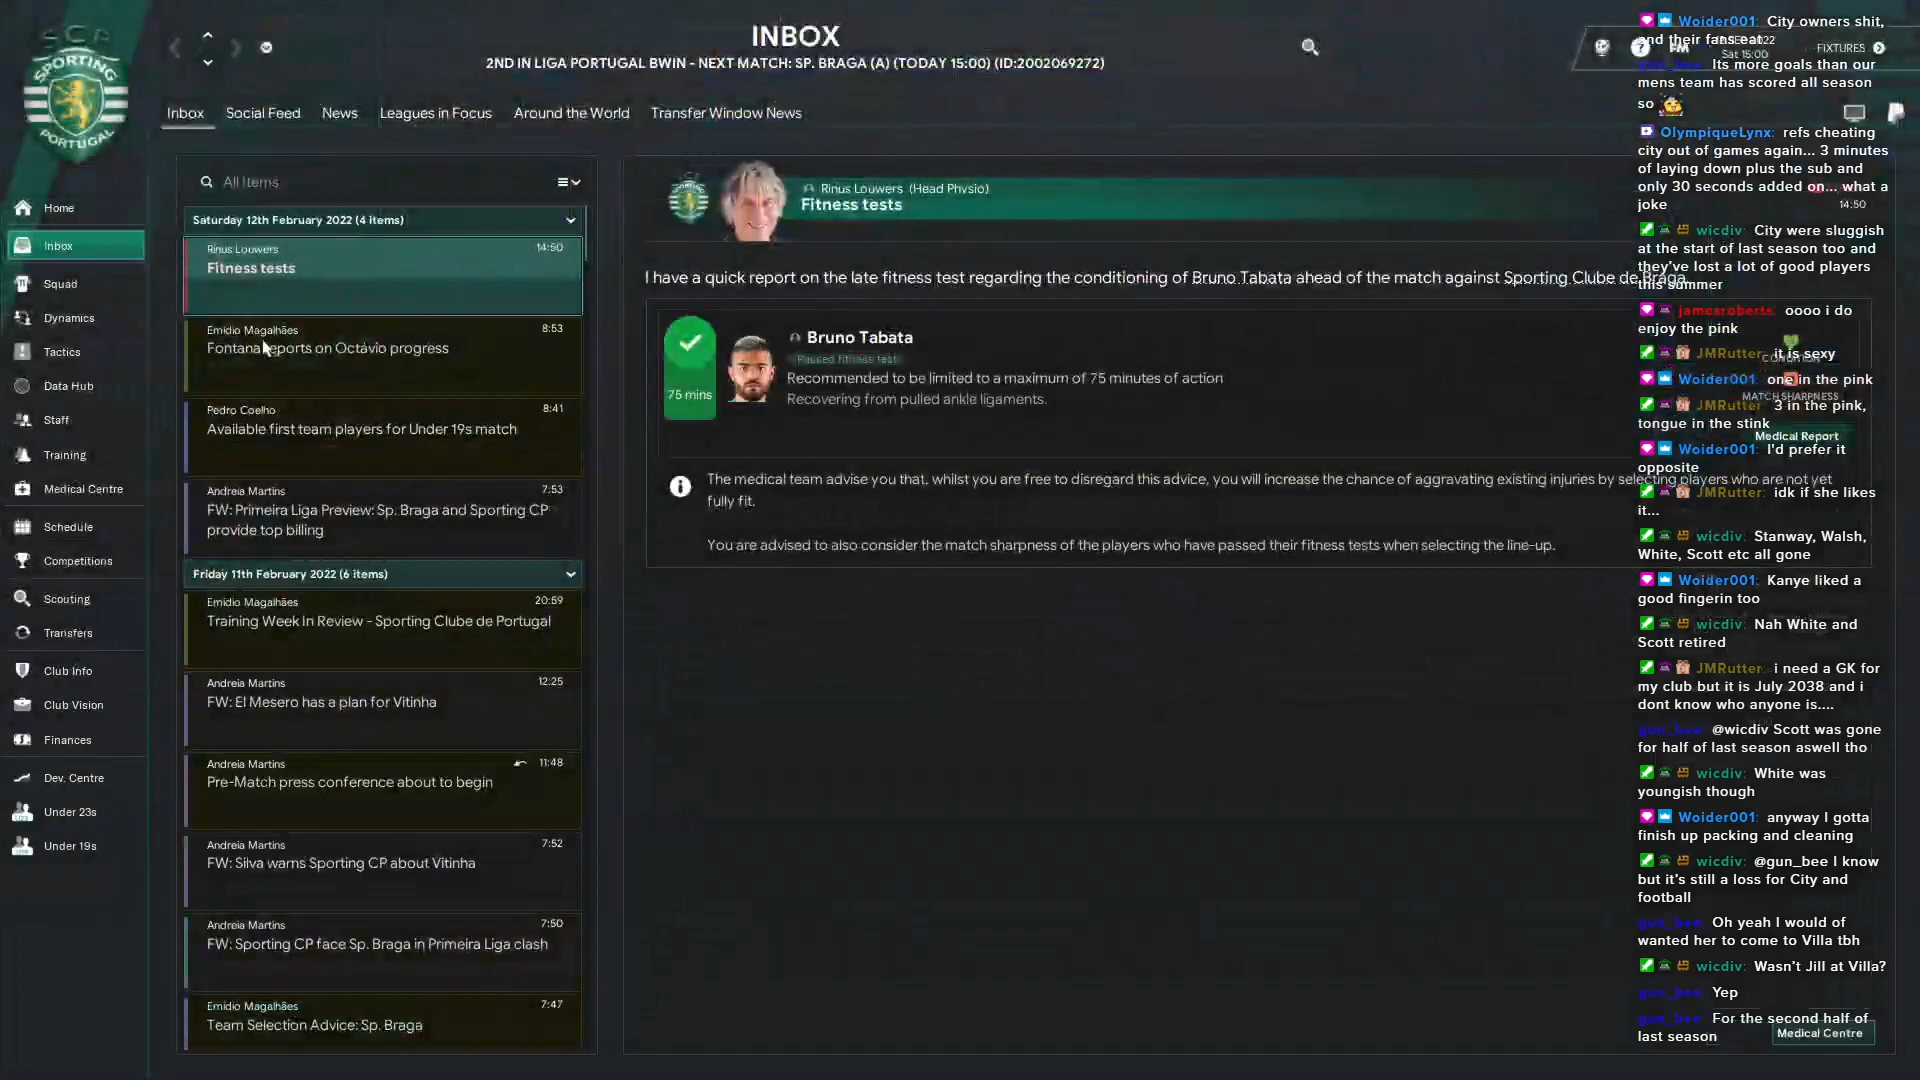 SCP
SPORTING
PORTUGAL
INBOX
2ND IN LIGA PORTUGAL BWIN - NEXT MATCH: SP. BRAGA (A) (TODAY 15:00) (ID:2002069272)
FM
2022
Sat 15:00
FIXTURES
Inbox
Social Feed
News
Leagues in Focus
Around the World
Transfer Window News
Home
Inbox
Squad
Dynamics
Tactics
Data Hub
Staff
Training
Medical Centre
Schedule
Competitions
Scouting
Transfers
Club Info
Club Vision
Finances
Dev. Centre
Under 23s
Under 19s
All Items
Saturday 12th February 2022 (4 items)
Rinus Louwers 14:50
Fitness tests
Emídio Magalhães 8:53
Fontana reports on Octávio progress
Pedro Coelho 8:41
Available first team players for Under 19s match
Andreia Martins 7:53
FW: Primeira Liga Preview: Sp. Braga and Sporting CP
provide top billing
Friday 11th February 2022 (6 items)
Emídio Magalhães 20:59
Training Week In Review - Sporting Clube de Portugal
Andreia Martins 12:25
FW: El Mesero has a plan for Vitinha
Andreia Martins 11:48
Pre-Match press conference about to begin
Andreia Martins 7:52
FW: Silva warns Sporting CP about Vitinha
Andreia Martins 7:50
FW: Sporting CP face Sp. Braga in Primeira Liga clash
Emídio Magalhães 7:47
Team Selection Advice: Sp. Braga
Rinus Louwers (Head Physio)
Fitness tests
14:50
I have a quick report on the late fitness test regarding the conditioning of Bruno Tabata ahead of the match against Sporting Clube de Braga.
75 mins
Bruno Tabata
Passed fitness test
Recommended to be limited to a maximum of 75 minutes of action
Recovering from pulled ankle ligaments.
CONDITION
MATCH SHARPNESS
Medical Report
The medical team advise you that, whilst you are free to disregard this advice, you will increase the chance of aggravating existing injuries by selecting players who are not yet
fully fit.
You are advised to also consider the match sharpness of the players who have passed their fitness tests when selecting the line-up.
Medical Centre
Woider001: City owners shit,
and their fans eat
gun_bee: Its more goals than our
mens team has scored all season
so
OlympiqueLynx: refs cheating
city out of games again... 3 minutes
of laying down plus the sub and
only 30 seconds added on... what a
joke
wicdiv: City were sluggish
at the start of last season too and
they've lost a lot of good players
this summer
jamosroberts: oooo i do
enjoy the pink
JMRutter: it is sexy
Woider001: one in the pink
JMRutter: 3 in the pink,
tongue in the stink
Woider001: I'd prefer it
opposite
JMRutter: idk if she likes
it...
wicdiv: Stanway, Walsh,
White, Scott etc all gone
Woider001: Kanye liked a
good fingerin too
wicdiv: Nah White and
Scott retired
JMRutter: i need a GK for
my club but it is July 2038 and i
dont know who anyone is....
gun_bee: @wicdiv Scott was gone
for half of last season aswell tho
wicdiv: White was
youngish though
Woider001: anyway I gotta
finish up packing and cleaning
wicdiv: @gun_bee I know
but it's still a loss for City and
football
gun_bee: Oh yeah I would of
wanted her to come to Villa tbh
wicdiv: Wasn't Jill at Villa?
gun_bee: Yep
gun_bee: For the second half of
last season